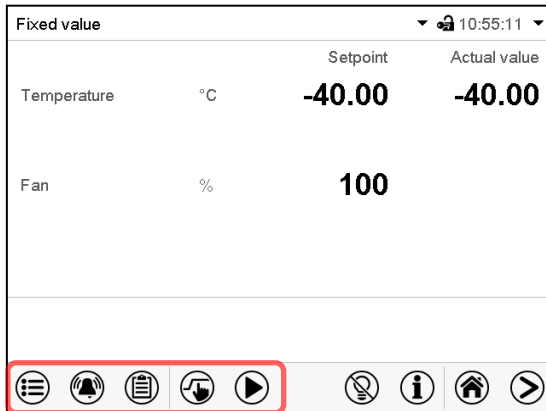 Fixed value 10:55:11
Setpoint Actual value
Temperature °C -40.00 -40.00
Fan % 100